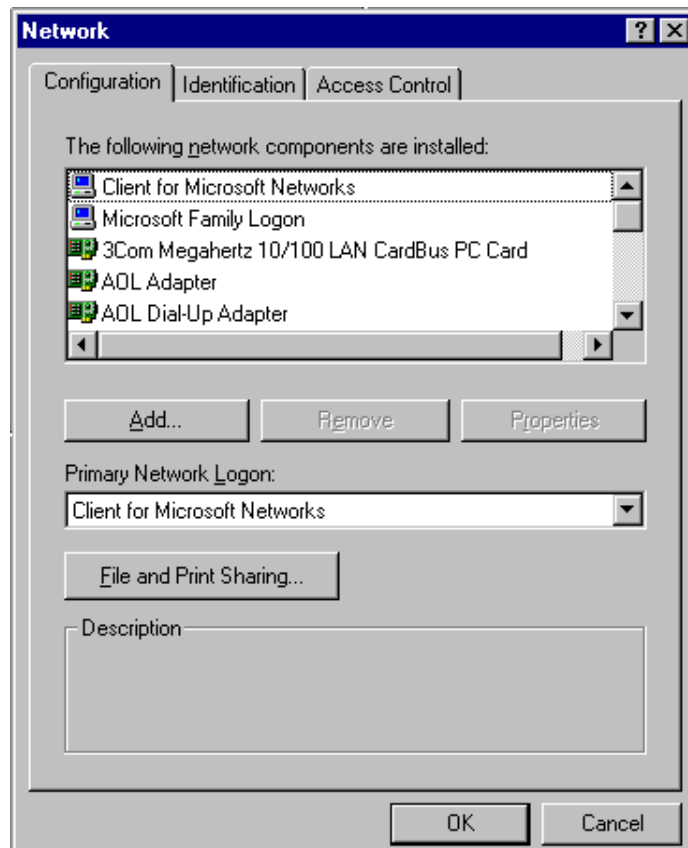 Network
Configuration Identification Access Control
The following network components are installed:
Client for Microsoft Networks
Microsoft Family Logon
3Com Megahertz 10/100 LAN CardBus PC Card
AOL Adapter
AOL Dial-Up Adapter
Add... Remove Properties
Primary Network Logon:
Client for Microsoft Networks
File and Print Sharing...
Description
OK Cancel